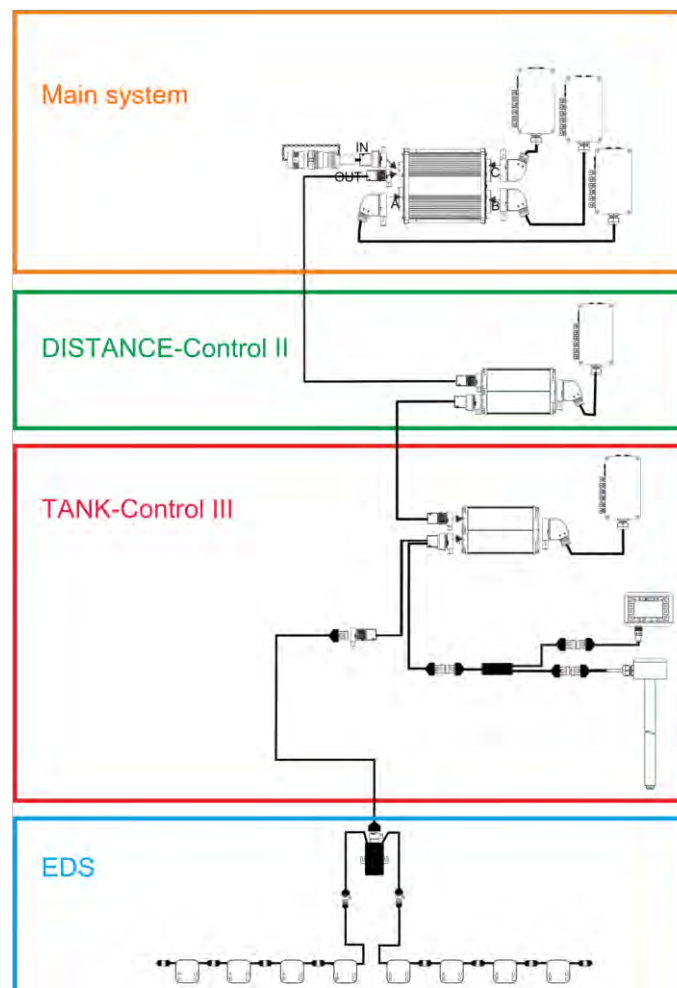 Main system
IN
OUT
A
C
B
DISTANCE-Control II
TANK-Control III
EDS